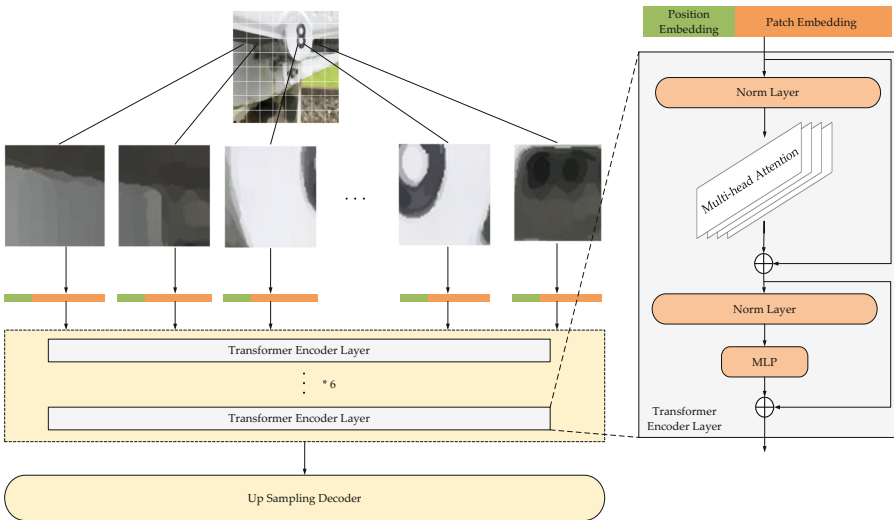 8
Position
Embedding
Patch Embedding
Norm Layer
Multi-head Attention
. . .
Norm Layer
Transformer Encoder Layer
* 6
MLP
Transformer Encoder Layer
Transformer
Encoder Layer
Up Sampling Decoder